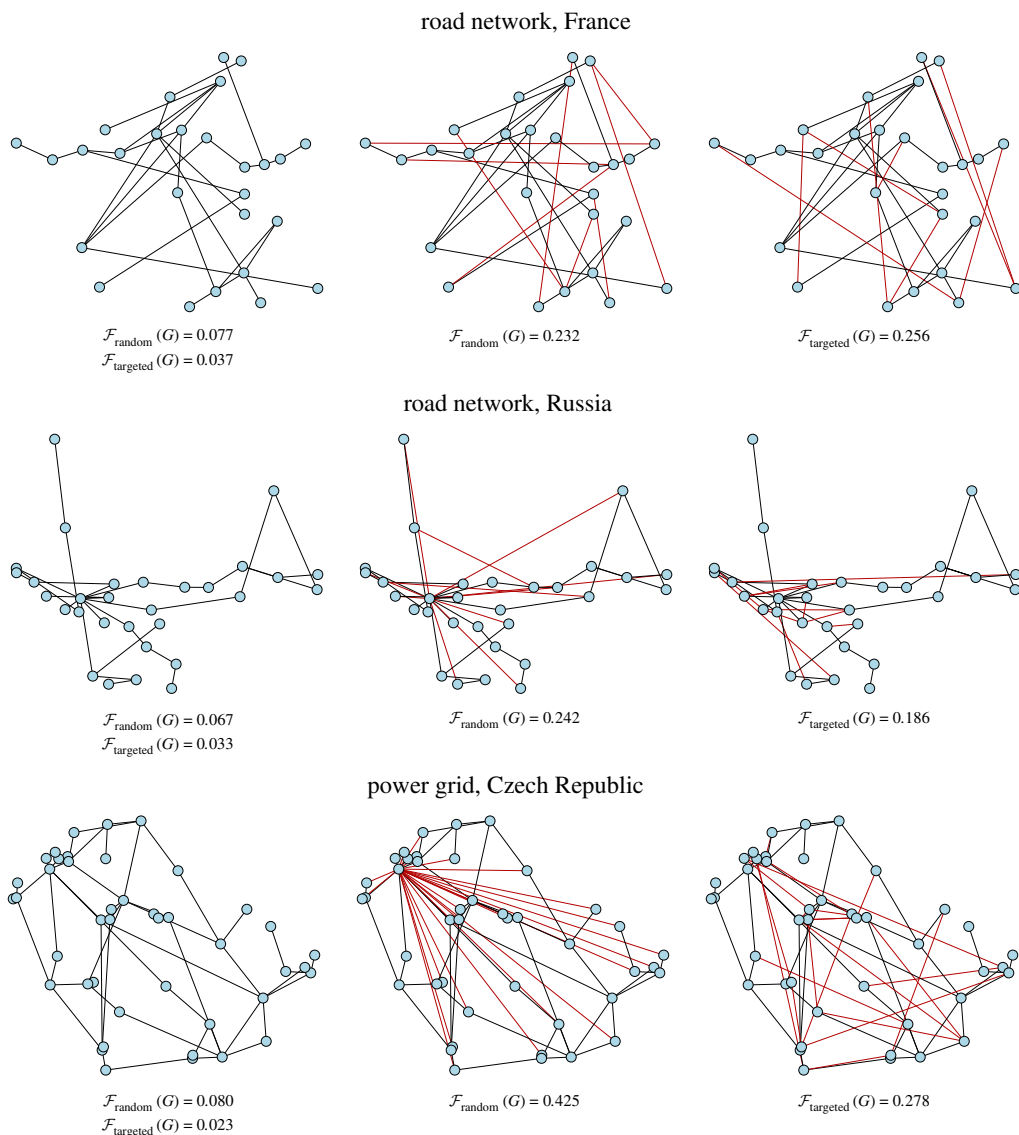 road network, France
ℱrandom (G) = 0.077
ℱtargeted (G) = 0.037
ℱrandom (G) = 0.232
ℱtargeted (G) = 0.256
road network, Russia
ℱrandom (G) = 0.067
ℱtargeted (G) = 0.033
ℱrandom (G) = 0.242
ℱtargeted (G) = 0.186
power grid, Czech Republic
ℱrandom (G) = 0.080
ℱtargeted (G) = 0.023
ℱrandom (G) = 0.425
ℱtargeted (G) = 0.278